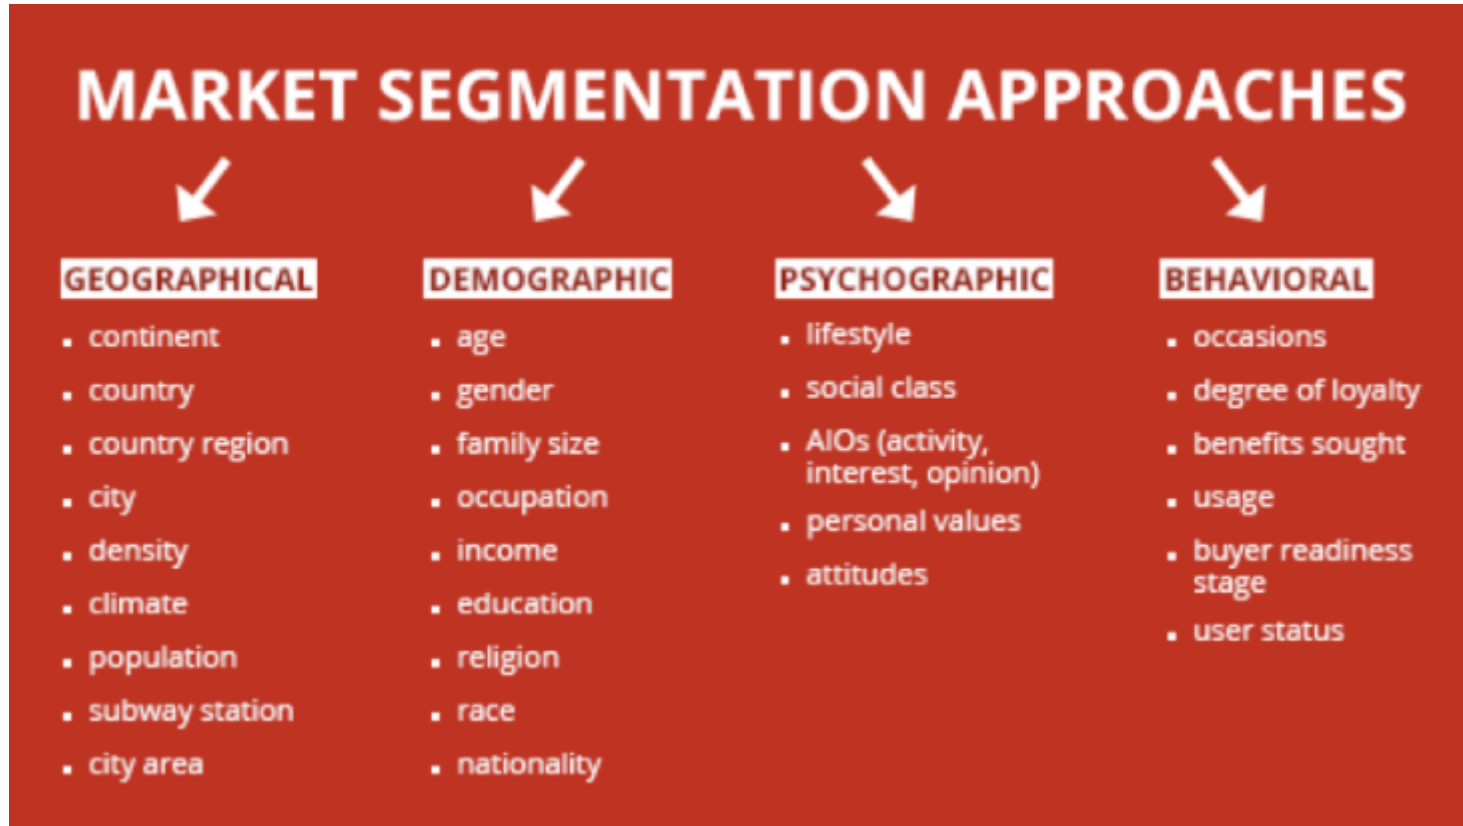 MARKET SEGMENTATION APPROACHES
GEOGRAPHICAL
▪ continent
▪ country
▪ country region
▪ city
▪ density
▪ climate
▪ population
▪ subway station
▪ city area
DEMOGRAPHIC
▪ age
▪ gender
▪ family size
▪ occupation
▪ income
▪ education
▪ religion
▪ race
▪ nationality
PSYCHOGRAPHIC
▪ lifestyle
▪ social class
▪ AIOs (activity,
interest, opinion)
▪ personal values
▪ attitudes
BEHAVIORAL
▪ occasions
▪ degree of loyalty
▪ benefits sought
▪ usage
▪ buyer readiness
stage
▪ user status